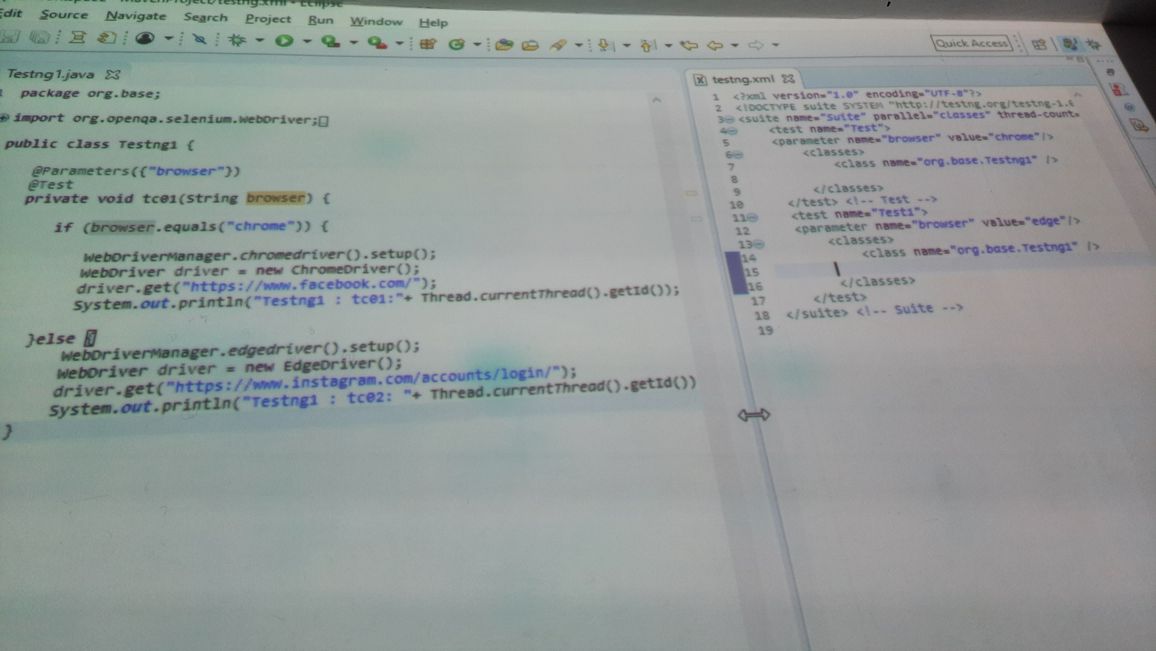 Edit Source Navigate Search Project Run Window Help
Quick Access
Testng1.java
1 package org.base;
import org.openqa.selenium.WebDriver;
public class Testng1 {
@Parameters({"browser"})
@Test
private void tc01(String browser) {
if (browser.equals("chrome")) {
WebDriverManager.chromedriver().setup();
WebDriver driver = new ChromeDriver();
driver.get("https://www.facebook.com/");
System.out.println("Testng1 : tc01:"+ Thread.currentThread().getId());
}else {
WebDriverManager.edgedriver().setup();
WebDriver driver = new EdgeDriver();
driver.get("https://www.instagram.com/accounts/login/");
System.out.println("Testng1 : tc02: "+ Thread.currentThread().getId())
}
testng.xml
1 <?xml version="1.0" encoding="UTF-8"?>
2 <!DOCTYPE suite SYSTEM "http://testng.org/testng-1.0
3 <suite name="Suite" parallel="classes" thread-count=
4 <test name="Test">
5 <parameter name="browser" value="chrome"/>
6 <classes>
7 <class name="org.base.Testng1" />
8
9 </classes>
10 </test> <!-- Test -->
11 <test name="Test1">
12 <parameter name="browser" value="edge"/>
13 <classes>
14 <class name="org.base.Testng1" />
15
16 </classes>
17 </test>
18 </suite> <!-- Suite -->
19